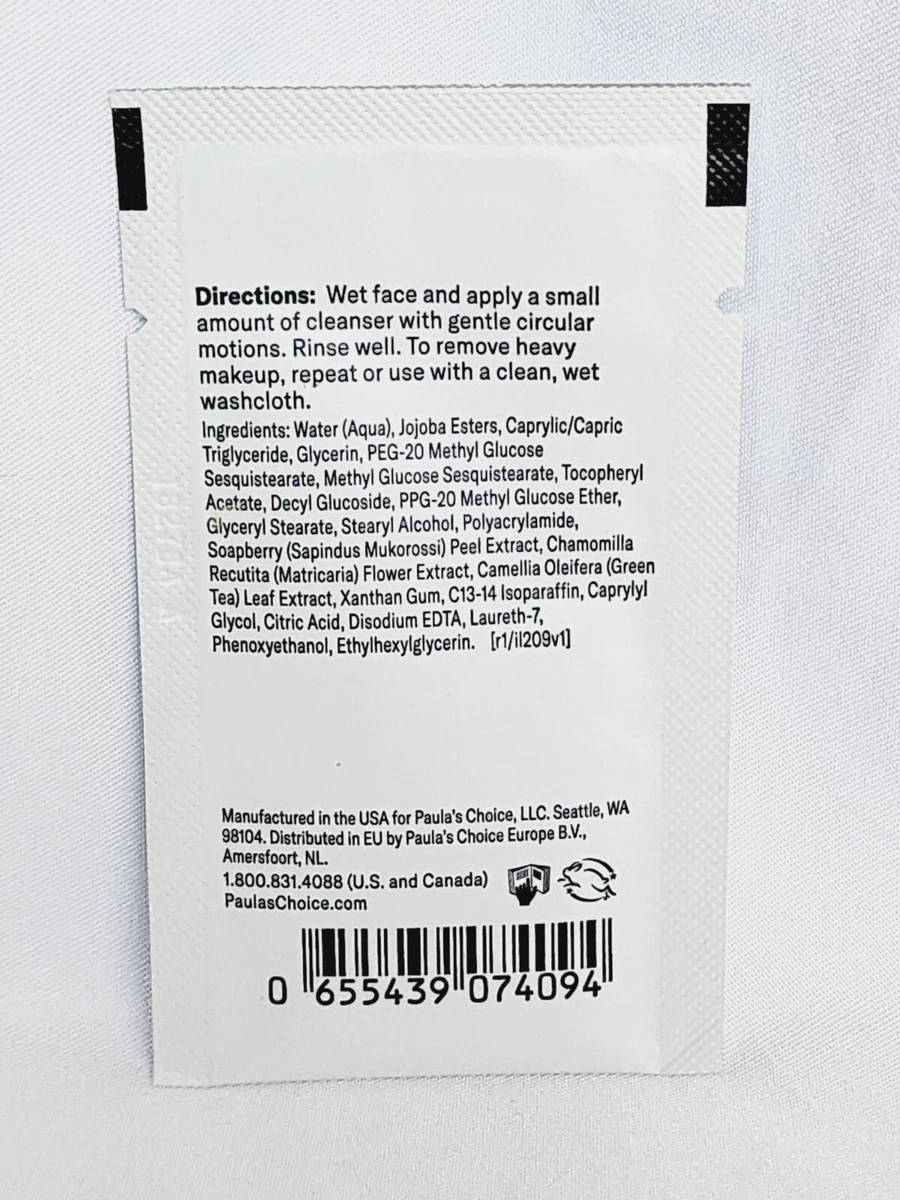 Directions: Wet face and apply a small
amount of cleanser with gentle circular
motions. Rinse well. To remove heavy
makeup, repeat or use with a clean, wet
washcloth.
Ingredients: Water (Aqua), Jojoba Esters, Caprylic/Capric
Triglyceride, Glycerin, PEG-20 Methyl Glucose
Sesquistearate, Methyl Glucose Sesquistearate, Tocopheryl
Acetate, Decyl Glucoside, PPG-20 Methyl Glucose Ether,
Glyceryl Stearate, Stearyl Alcohol, Polyacrylamide,
Soapberry (Sapindus Mukorossi) Peel Extract, Chamomilla
Recutita (Matricaria) Flower Extract, Camellia Oleifera (Green
Tea) Leaf Extract, Xanthan Gum, C13-14 Isoparaffin, Caprylyl
Glycol, Citric Acid, Disodium EDTA, Laureth-7,
Phenoxyethanol, Ethylhexylglycerin. [r1/il209v1]
Manufactured in the USA for Paula's Choice, LLC. Seattle, WA
98104. Distributed in EU by Paula's Choice Europe B.V.,
Amersfoort, NL.
1.800.831.4088 (U.S. and Canada)
PaulasChoice.com
0 655439 074094